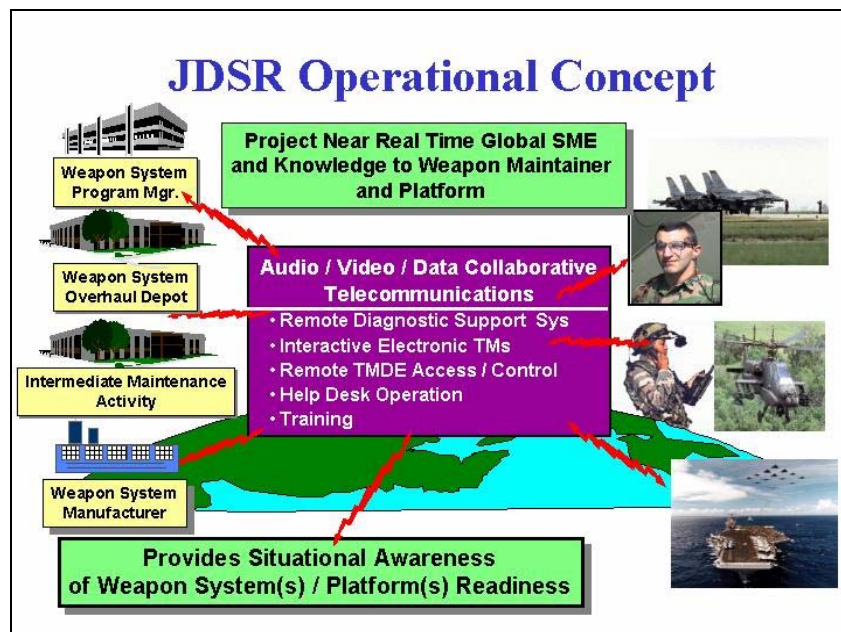 JDSR Operational Concept
Project Near Real Time Global SME
and Knowledge to Weapon Maintainer
and Platform
Weapon System
Program Mgr.
Weapon System
Overhaul Depot
Intermediate Maintenance
Activity
Weapon System
Manufacturer
Audio / Video / Data Collaborative
Telecommunications
• Remote Diagnostic Support Sys
• Interactive Electronic TMs
• Remote TMDE Access / Control
• Help Desk Operation
• Training
Provides Situational Awareness
of Weapon System(s) / Platform(s) Readiness